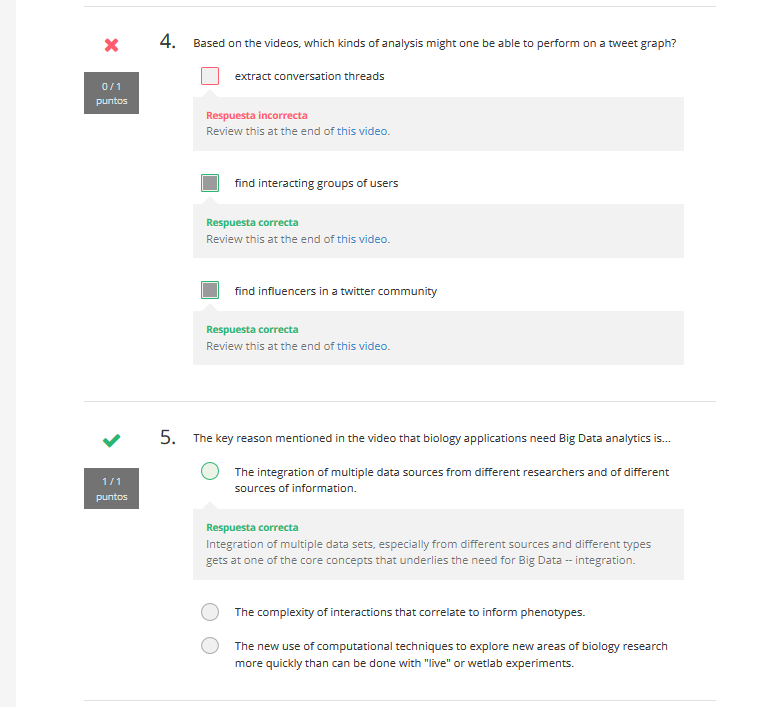 4. Based on the videos, which kinds of analysis might one be able to perform on a tweet graph?
0 / 1
puntos
extract conversation threads
Respuesta incorrecta
Review this at the end of this video.
find interacting groups of users
Respuesta correcta
Review this at the end of this video.
find influencers in a twitter community
Respuesta correcta
Review this at the end of this video.
5. The key reason mentioned in the video that biology applications need Big Data analytics is...
1 / 1
puntos
The integration of multiple data sources from different researchers and of different
sources of information.
Respuesta correcta
Integration of multiple data sets, especially from different sources and different types
gets at one of the core concepts that underlies the need for Big Data -- integration.
The complexity of interactions that correlate to inform phenotypes.
The new use of computational techniques to explore new areas of biology research
more quickly than can be done with "live" or wetlab experiments.